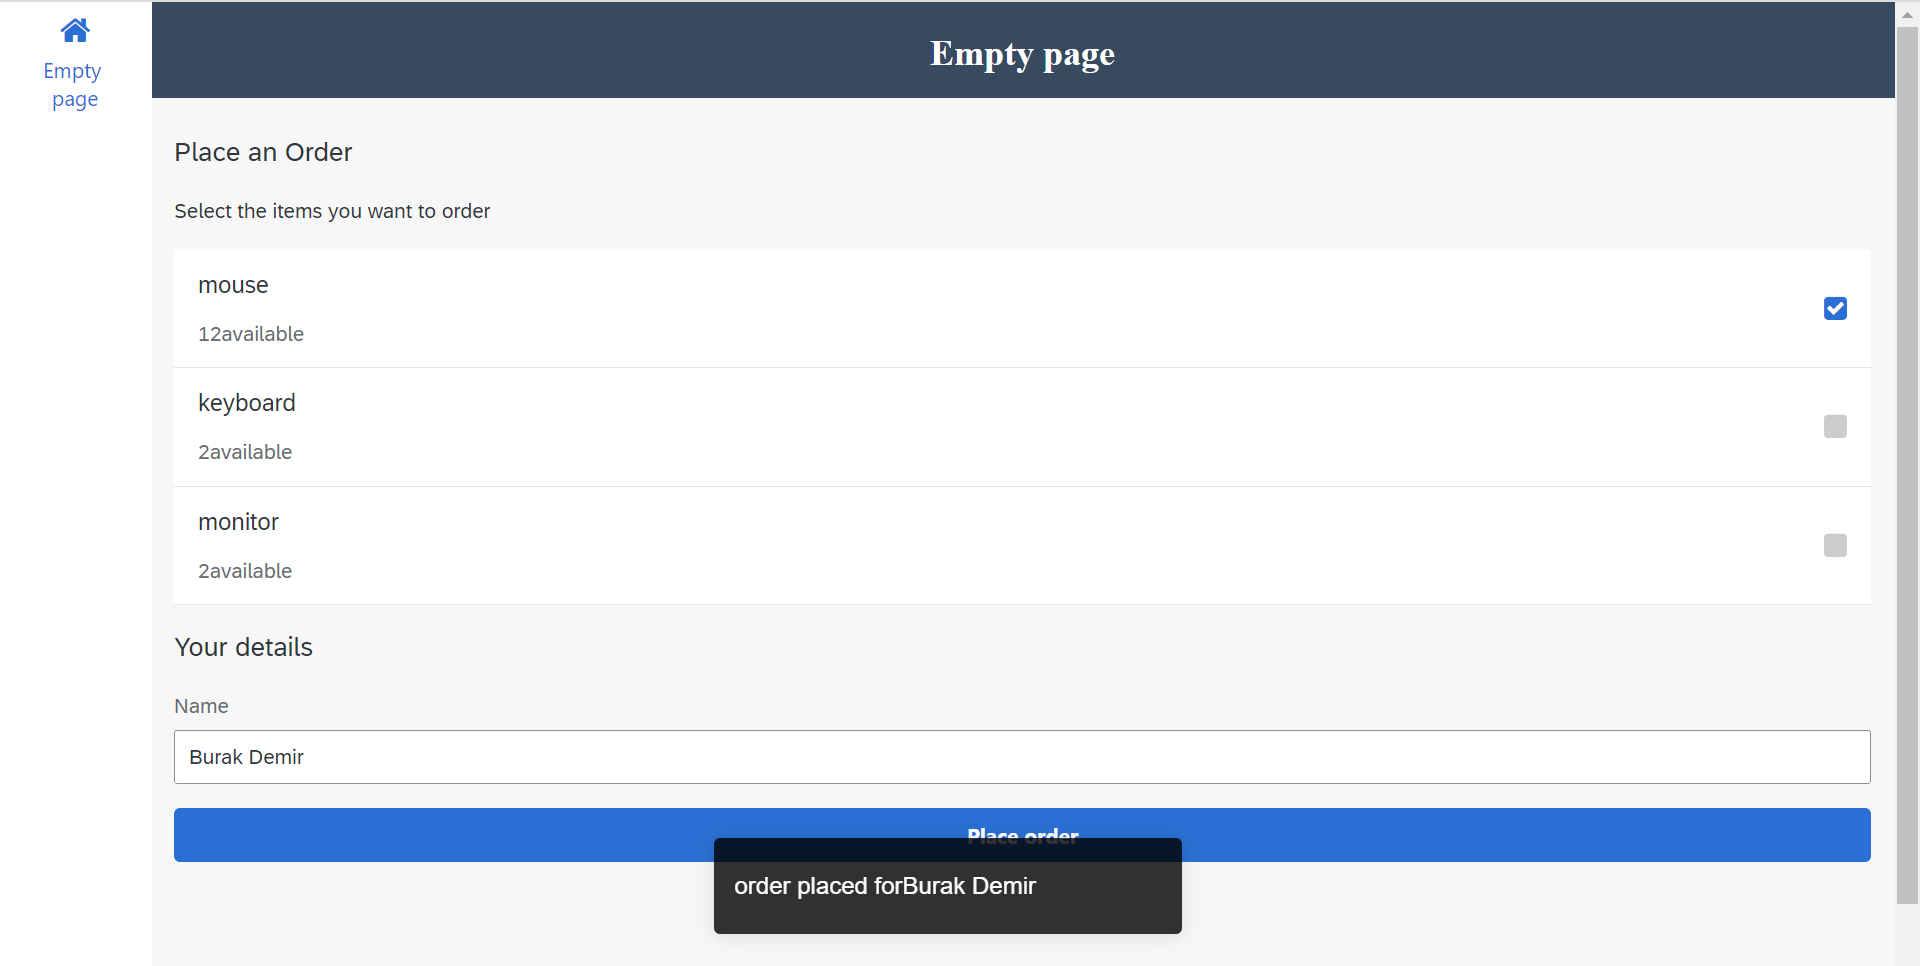 Empty
page
Empty page
Place an Order
Select the items you want to order
mouse
12available
keyboard
2available
monitor
2available
Your details
Name
Burak Demir
Place order
order placed forBurak Demir